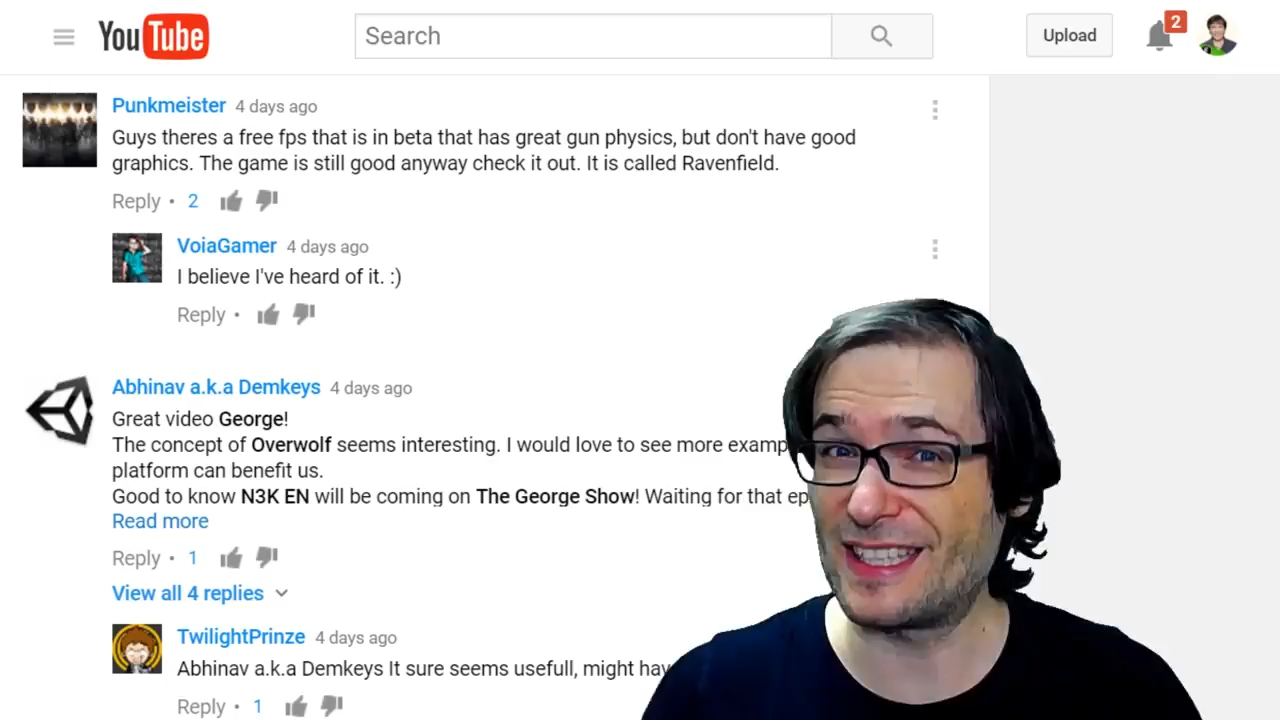 YouTube
Search
Upload
2
Punkmeister 4 days ago
Guys theres a free fps that is in beta that has great gun physics, but don't have good
graphics. The game is still good anyway check it out. It is called Ravenfield.
Reply • 2
VoiaGamer 4 days ago
I believe I've heard of it. :)
Reply •
Abhinav a.k.a Demkeys 4 days ago
Great video George!
The concept of Overwolf seems interesting. I would love to see more
platform can benefit us.
Good to know N3K EN will be coming on The George Show! Waiting for that
Read more
Reply • 1
View all 4 replies
TwilightPrinze 4 days ago
Abhinav a.k.a Demkeys It sure seems usefull, might
Reply • 1